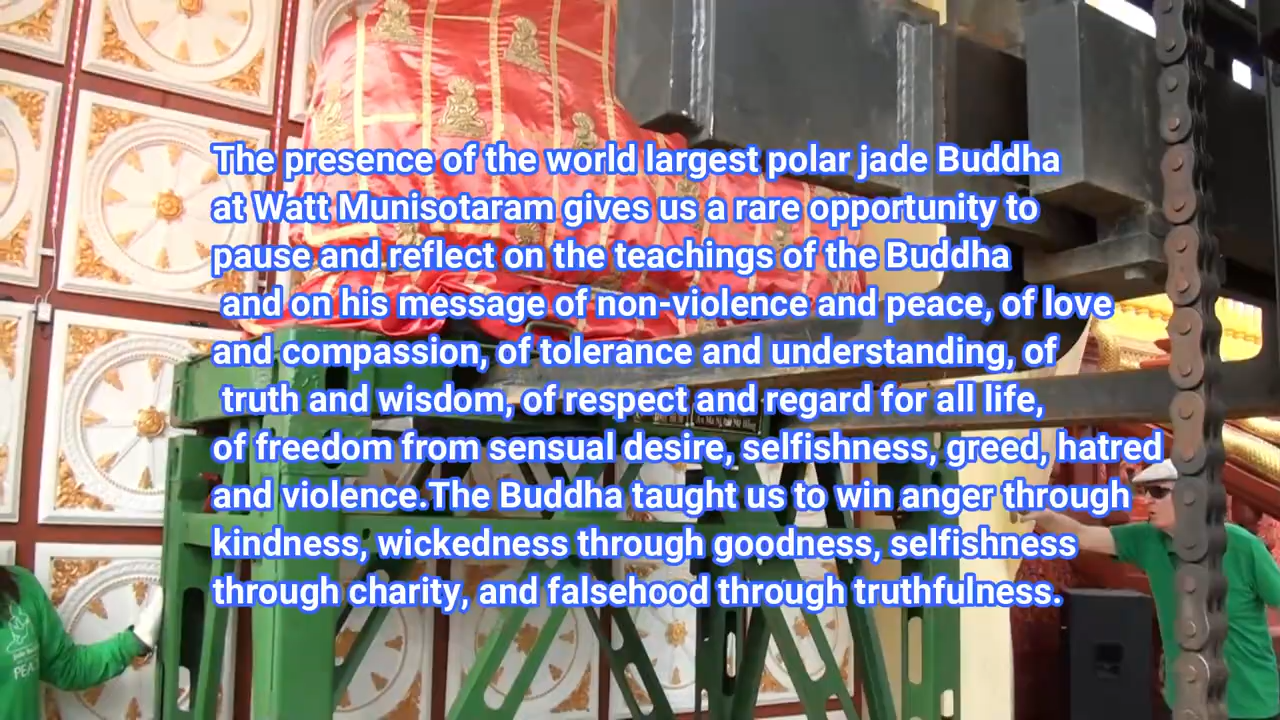 The presence of the world largest polar jade Buddha
at Watt Munisotaram gives us a rare opportunity to
pause and reflect on the teachings of the Buddha
and on his message of non-violence and peace, of love
and compassion, of tolerance and understanding, of
truth and wisdom, of respect and regard for all life,
of freedom from sensual desire, selfishness, greed, hatred
and violence.The Buddha taught us to win anger through
kindness, wickedness through goodness, selfishness
through charity, and falsehood through truthfulness.